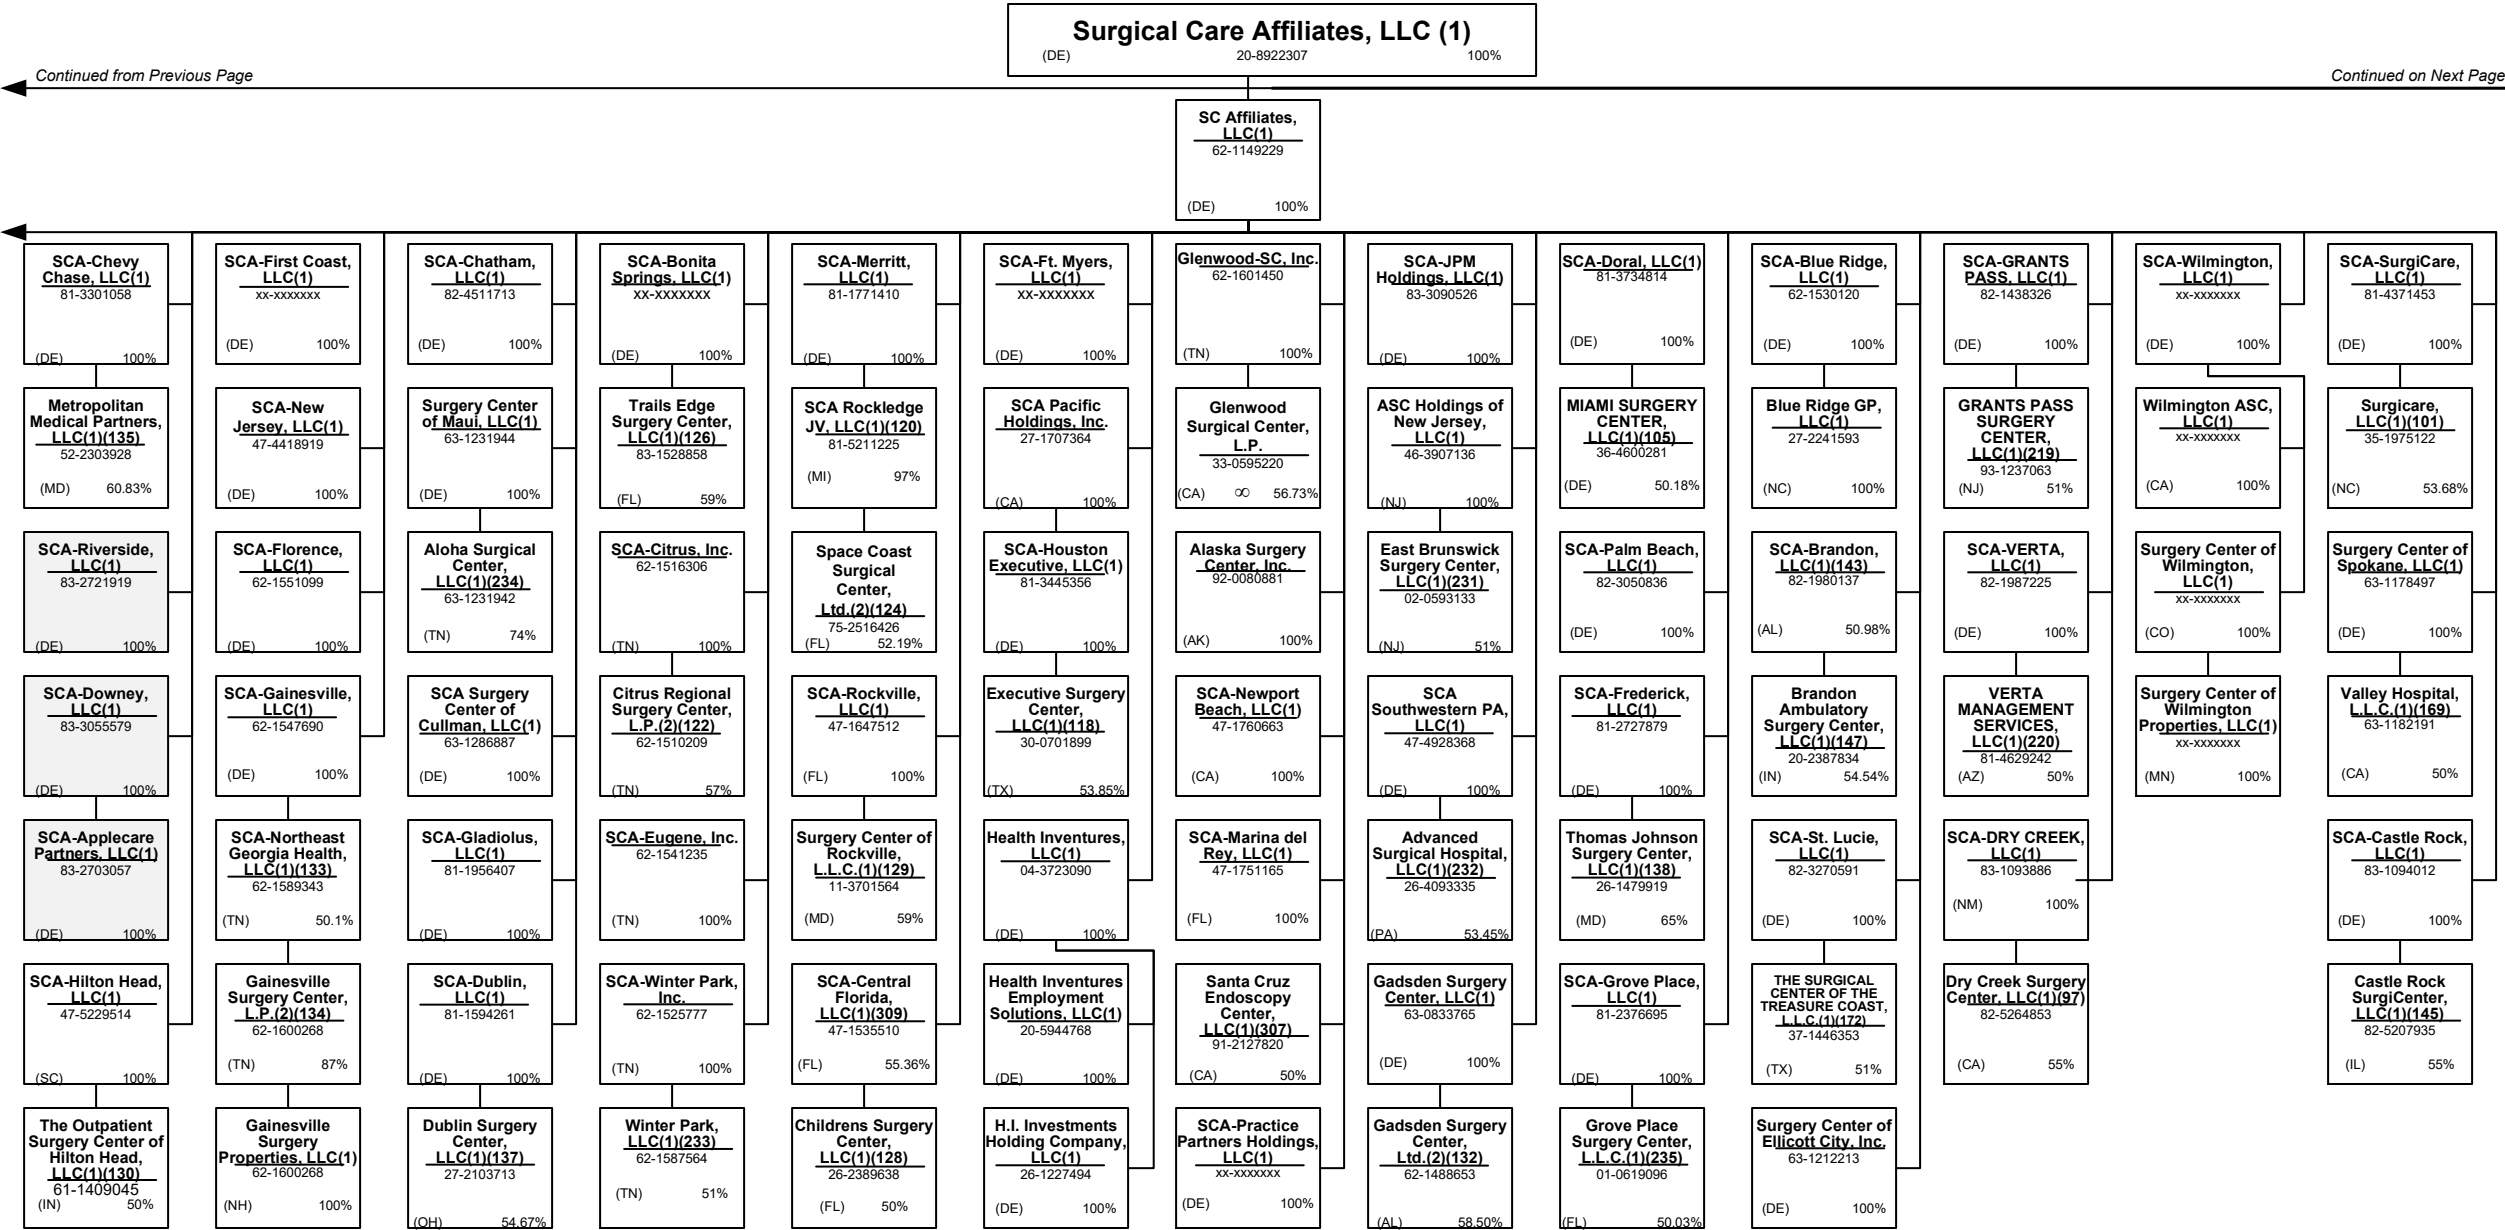 Surgical Care Affiliates, LLC (1)
(DE) 20-8922307 100%
Continued from Previous Page
Continued on Next Page
SC Affiliates,
LLC(1)
62-1149229
(DE) 100%
SCA-Chevy
Chase, LLC(1)
81-3301058
(DE) 100%
Metropolitan
Medical Partners,
LLC(1)(135)
52-2303928
(MD) 60.83%
SCA-Riverside,
LLC(1)
83-2721919
(DE) 100%
SCA-Downey,
LLC(1)
83-3055579
(DE) 100%
SCA-Applecare
Partners, LLC(1)
83-2703057
(DE) 100%
SCA-Hilton Head,
LLC(1)
47-5229514
(SC) 100%
The Outpatient
Surgery Center of
Hilton Head,
LLC(1)(130)
61-1409045
(IN) 50%
SCA-First Coast,
LLC(1)
xx-xxxxxxx
(DE) 100%
SCA-New
Jersey, LLC(1)
47-4418919
(DE) 100%
SCA-Florence,
LLC(1)
62-1551099
(DE) 100%
SCA-Gainesville,
LLC(1)
62-1547690
(DE) 100%
SCA-Northeast
Georgia Health,
LLC(1)(133)
62-1589343
(TN) 50.1%
Gainesville
Surgery Center,
L.P.(2)(134)
62-1600268
(TN) 87%
Gainesville
Surgery
Properties, LLC(1)
62-1600268
(NH) 100%
SCA-Chatham,
LLC(1)
82-4511713
(DE) 100%
Surgery Center
of Maui, LLC(1)
63-1231944
(DE) 100%
Aloha Surgical
Center,
LLC(1)(234)
63-1231942
(TN) 74%
SCA Surgery
Center of
Cullman, LLC(1)
63-1286887
(DE) 100%
SCA-Gladiolus,
LLC(1)
81-1956407
(DE) 100%
SCA-Dublin,
LLC(1)
81-1594261
(DE) 100%
Dublin Surgery
Center,
LLC(1)(137)
27-2103713
(OH) 54.67%
SCA-Bonita
Springs, LLC(1)
xx-xxxxxxx
(DE) 100%
Trails Edge
Surgery Center,
LLC(1)(126)
83-1528858
(FL) 59%
SCA-Citrus, Inc.
62-1516306
(TN) 100%
Citrus Regional
Surgery Center,
L.P.(2)(122)
62-1510209
(TN) 57%
SCA-Eugene, Inc.
62-1541235
(TN) 100%
SCA-Winter Park,
Inc.
62-1525777
(TN) 100%
Winter Park,
LLC(1)(233)
62-1587564
(TN) 51%
SCA-Merritt,
LLC(1)
81-1771410
(DE) 100%
SCA Rockledge
JV, LLC(1)(120)
81-5211225
(MI) 97%
Space Coast
Surgical
Center,
Ltd.(2)(124)
75-2516426
(FL) 52.19%
SCA-Rockville,
LLC(1)
47-1647512
(FL) 100%
Surgery Center of
Rockville,
L.L.C.(1)(129)
11-3701564
(MD) 59%
SCA-Central
Florida,
LLC(1)(309)
47-1535510
(FL) 55.36%
Childrens Surgery
Center,
LLC(1)(128)
26-2389638
(FL) 50%
SCA-Ft. Myers,
LLC(1)
xx-xxxxxxx
(DE) 100%
SCA Pacific
Holdings, Inc.
27-1707364
(CA) 100%
SCA-Houston
Executive, LLC(1)
81-3445356
(DE) 100%
Executive Surgery
Center,
LLC(1)(118)
30-0701899
(TX) 53.85%
Health Inventures,
LLC(1)
04-3723090
(DE) 100%
Health Inventures
Employment
Solutions, LLC(1)
20-5944768
(DE) 100%
H.I. Investments
Holding Company,
LLC(1)
26-1227494
(DE) 100%
Glenwood-SC, Inc.
62-1601450
(TN) 100%
Glenwood
Surgical Center,
L.P.
33-0595220
(CA) ∞ 56.73%
Alaska Surgery
Center, Inc.
92-0080881
(AK) 100%
SCA-Newport
Beach, LLC(1)
47-1760663
(CA) 100%
SCA-Marina del
Rey, LLC(1)
47-1751165
(FL) 100%
Santa Cruz
Endoscopy
Center,
LLC(1)(307)
91-2127820
(CA) 50%
SCA-Practice
Partners Holdings,
LLC(1)
xx-xxxxxxx
(DE) 100%
SCA-JPM
Holdings, LLC(1)
83-3090526
(DE) 100%
ASC Holdings of
New Jersey,
LLC(1)
46-3907136
(NJ) 100%
East Brunswick
Surgery Center,
LLC(1)(231)
02-0593133
(NJ) 51%
SCA
Southwestern PA,
LLC(1)
47-4928368
(DE) 100%
Advanced
Surgical Hospital,
LLC(1)(232)
26-4093335
(PA) 53.45%
Gadsden Surgery
Center, LLC(1)
63-0833765
(DE) 100%
Gadsden Surgery
Center,
Ltd.(2)(132)
62-1488653
(AL) 58.50%
SCA-Doral, LLC(1)
81-3734814
(DE) 100%
MIAMI SURGERY
CENTER,
LLC(1)(105)
36-4600281
(DE) 50.18%
SCA-Palm Beach,
LLC(1)
82-3050836
(DE) 100%
SCA-Frederick,
LLC(1)
81-2727879
(DE) 100%
Thomas Johnson
Surgery Center,
LLC(1)(138)
26-1479919
(MD) 65%
SCA-Grove Place,
LLC(1)
81-2376695
(DE) 100%
Grove Place
Surgery Center,
L.L.C.(1)(235)
01-0619096
(FL) 50.03%
SCA-Blue Ridge,
LLC(1)
62-1530120
(DE) 100%
Blue Ridge GP,
LLC(1)
27-2241593
(NC) 100%
SCA-Brandon,
LLC(1)(143)
82-1980137
(AL) 50.98%
Brandon
Ambulatory
Surgery Center,
LLC(1)(147)
20-2387834
(IN) 54.54%
SCA-St. Lucie,
LLC(1)
82-3270591
(DE) 100%
THE SURGICAL
CENTER OF THE
TREASURE COAST,
L.L.C.(1)(172)
37-1446353
(TX) 51%
Surgery Center of
Ellicott City, Inc.
63-1212213
(DE) 100%
SCA-GRANTS
PASS, LLC(1)
82-1438326
(DE) 100%
GRANTS PASS
SURGERY
CENTER,
LLC(1)(219)
93-1237063
(NJ) 51%
SCA-VERTA,
LLC(1)
82-1987225
(DE) 100%
VERTA
MANAGEMENT
SERVICES,
LLC(1)(220)
81-4629242
(AZ) 50%
SCA-DRY CREEK,
LLC(1)
83-1093886
(NM) 100%
Dry Creek Surgery
Center, LLC(1)(97)
82-5264853
(CA) 55%
SCA-Wilmington,
LLC(1)
xx-xxxxxxx
(DE) 100%
Wilmington ASC,
LLC(1)
xx-xxxxxxx
(CA) 100%
Surgery Center of
Wilmington,
LLC(1)
xx-xxxxxxx
(CO) 100%
Surgery Center of
Wilmington
Properties, LLC(1)
xx-xxxxxxx
(MN) 100%
SCA-SurgiCare,
LLC(1)
81-4371453
(DE) 100%
Surgicare,
LLC(1)(101)
35-1975122
(NC) 53.68%
Surgery Center of
Spokane, LLC(1)
63-1178497
(DE) 100%
Valley Hospital,
L.L.C.(1)(169)
63-1182191
(CA) 50%
SCA-Castle Rock,
LLC(1)
83-1094012
(DE) 100%
Castle Rock
SurgiCenter,
LLC(1)(145)
82-5207935
(IL) 55%